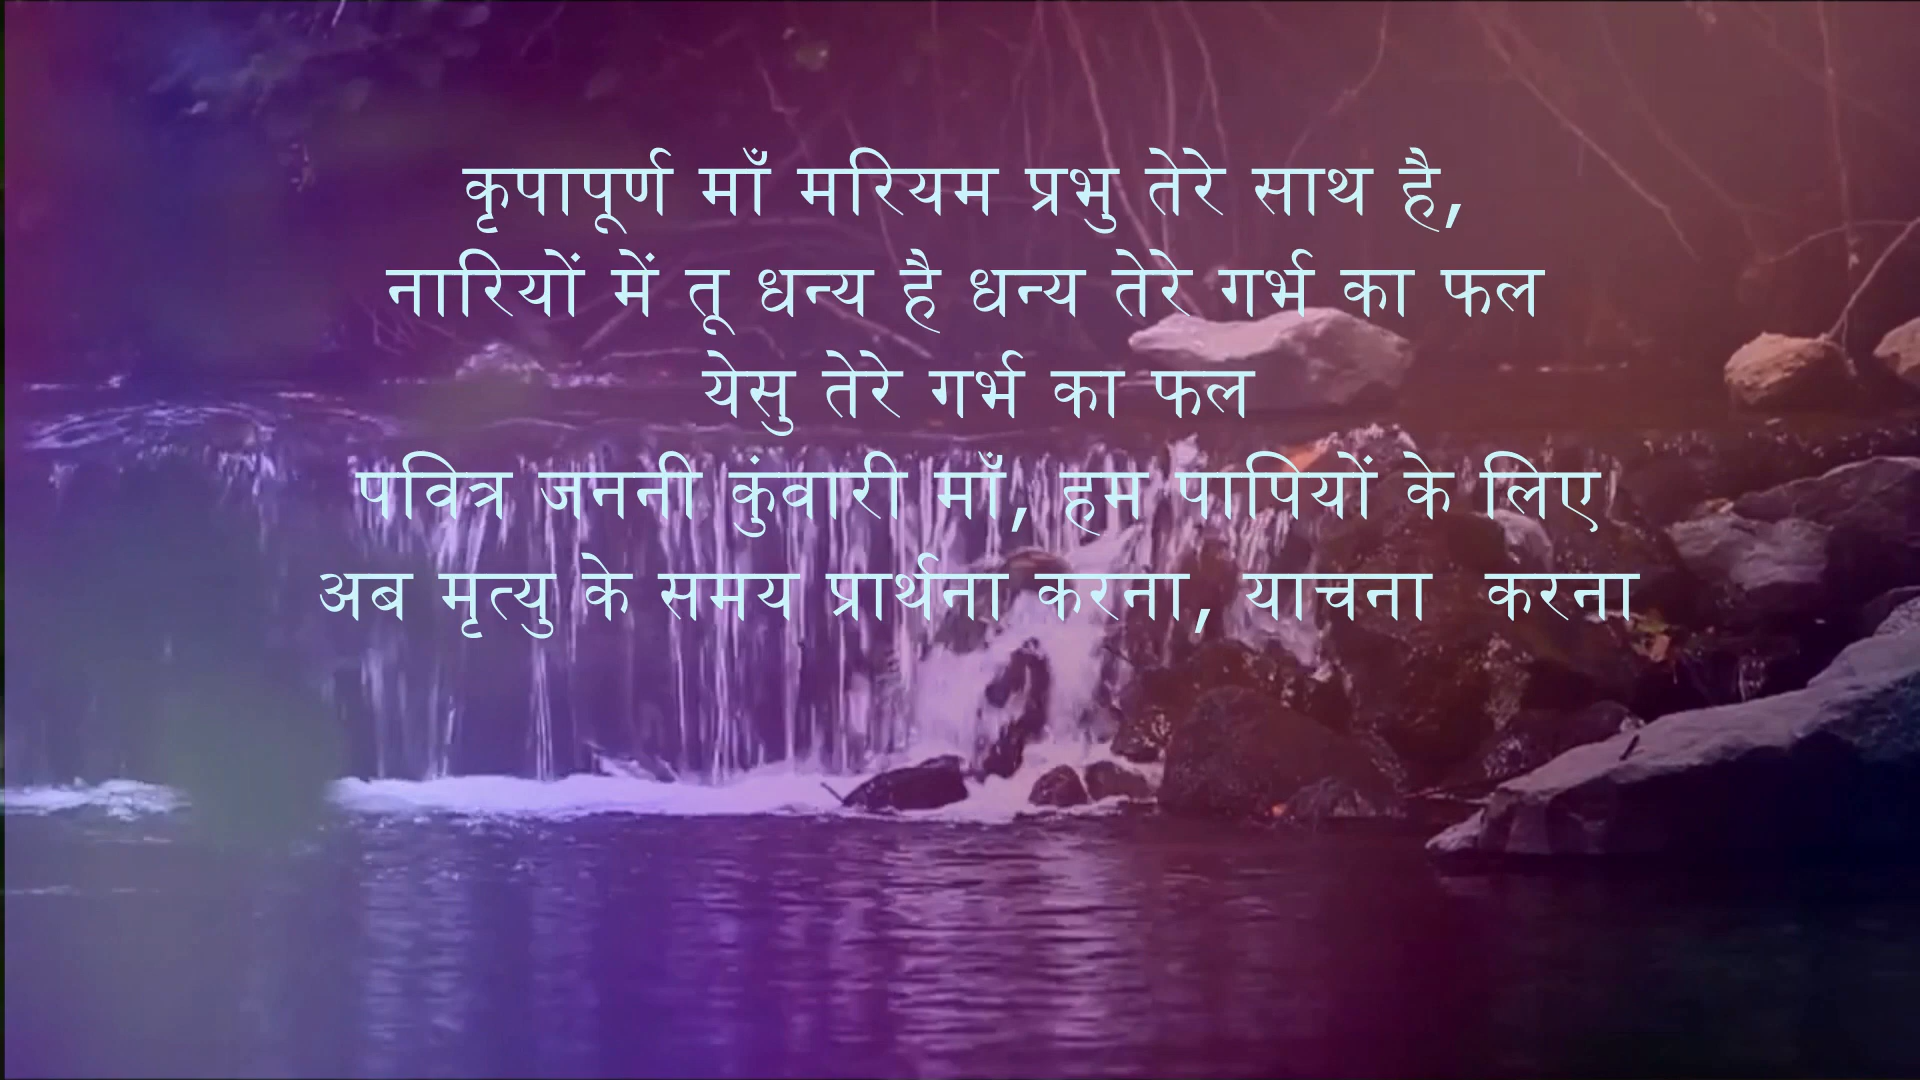 कृपापूर्ण माँ मरियम प्रभु तेरे साथ है,
नारियों में तू धन्य है धन्य तेरे गर्भ का फल
येसु तेरे गर्भ का फल
पवित्र जननी कुंवारी माँ, हम पापियों के लिए
अब मृत्यु के समय प्रार्थना करना, याचना  करना